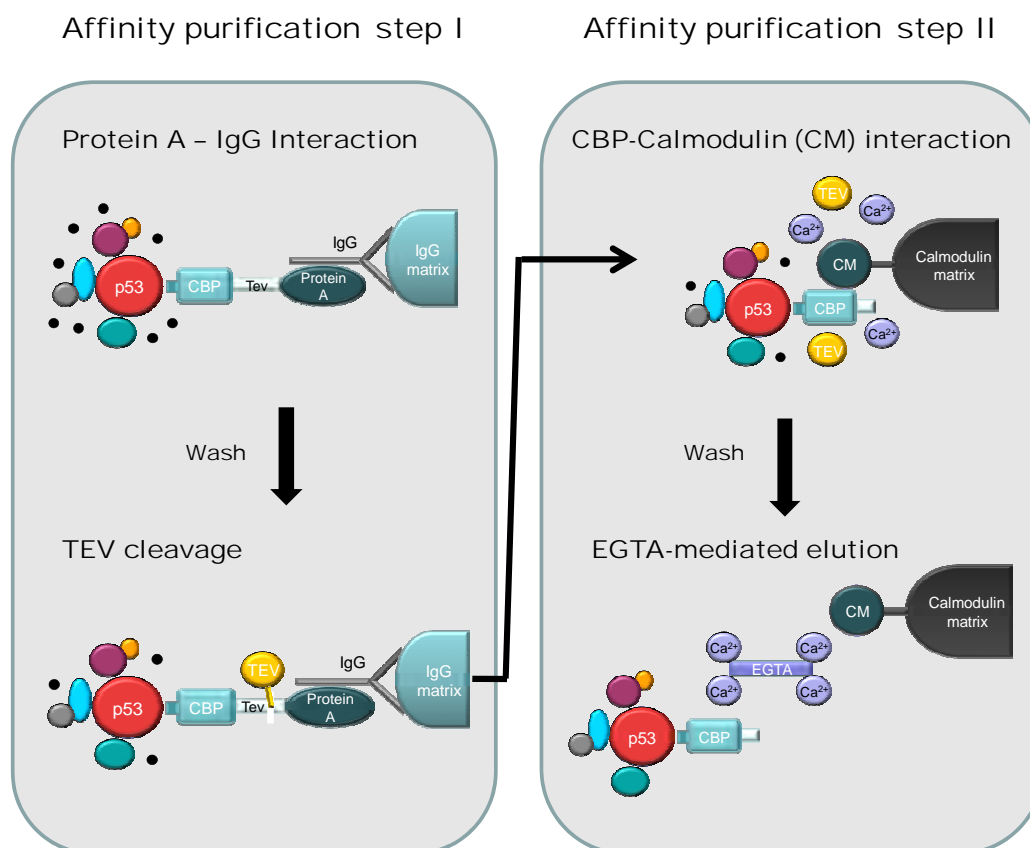 Affinity purification step I
Protein A – IgG Interaction
IgG
IgG
matrix
p53
CBP
Tev
Protein
A
Wash
TEV cleavage
TEV
IgG
IgG
matrix
p53
CBP
Tev
Protein
A
Affinity purification step II
CBP-Calmodulin (CM) interaction
TEV
Ca2+
Ca2+
CM
Calmodulin
matrix
p53
CBP
TEV
Ca2+
Wash
EGTA-mediated elution
CM
Calmodulin
matrix
Ca2+
Ca2+
EGTA
Ca2+
Ca2+
p53
CBP